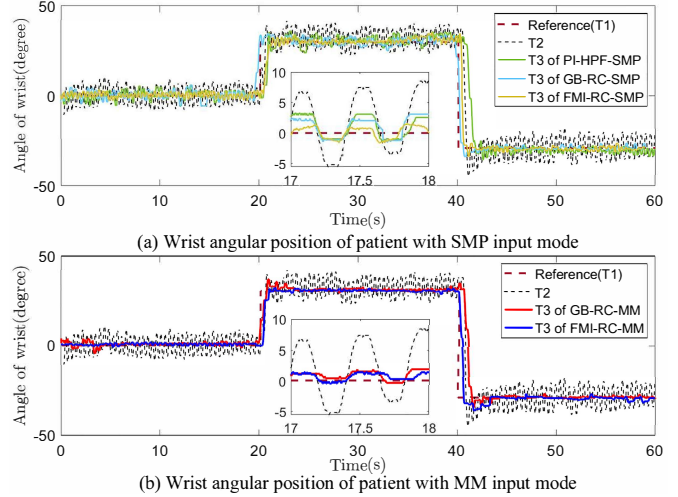 50
0
-50
Angle of wrist(degree)
Reference(T1)
T2
T3 of PI-HPF-SMP
T3 of GB-RC-SMP
T3 of FMI-RC-SMP
10
5
0
-5
17 17.5 18
0 10 20 30 40 50 60
Time(s)
(a) Wrist angular position of patient with SMP input mode
50
0
-50
Angle of wrist(degree)
Reference(T1)
T2
T3 of GB-RC-MM
T3 of FMI-RC-MM
10
5
0
-5
17 17.5 18
0 10 20 30 40 50 60
Time(s)
(b) Wrist angular position of patient with MM input mode